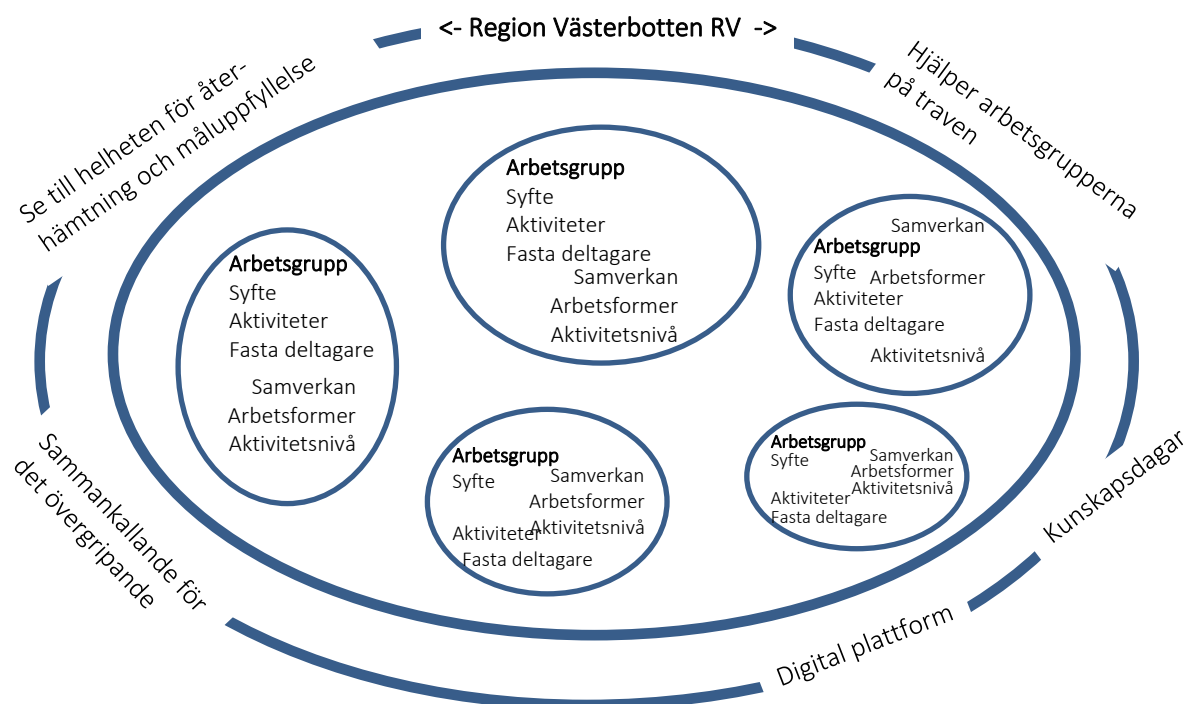 <- Region Västerbotten RV ->
Se till helheten för åter-
hämtning och måluppfyllelse
Hjälper arbetsgrupperna
på traven
Arbetsgrupp
Syfte
Aktiviteter
Fasta deltagare
Samverkan
Arbetsformer
Aktivitetsnivå
Arbetsgrupp
Syfte
Aktiviteter
Fasta deltagare
Samverkan
Arbetsformer
Aktivitetsnivå
Samverkan
Arbetsgrupp
Syfte Arbetsformer
Aktiviteter
Fasta deltagare
Aktivitetsnivå
Arbetsgrupp
Syfte
Samverkan
Arbetsformer
Aktiviteter
Aktivitetsnivå
Fasta deltagare
Arbetsgrupp
Syfte
Samverkan
Arbetsformer
Aktivitetsnivå
Aktiviteter
Fasta deltagare
Sammankallande för
det övergripande
Digital plattform
Kunskapsdagar